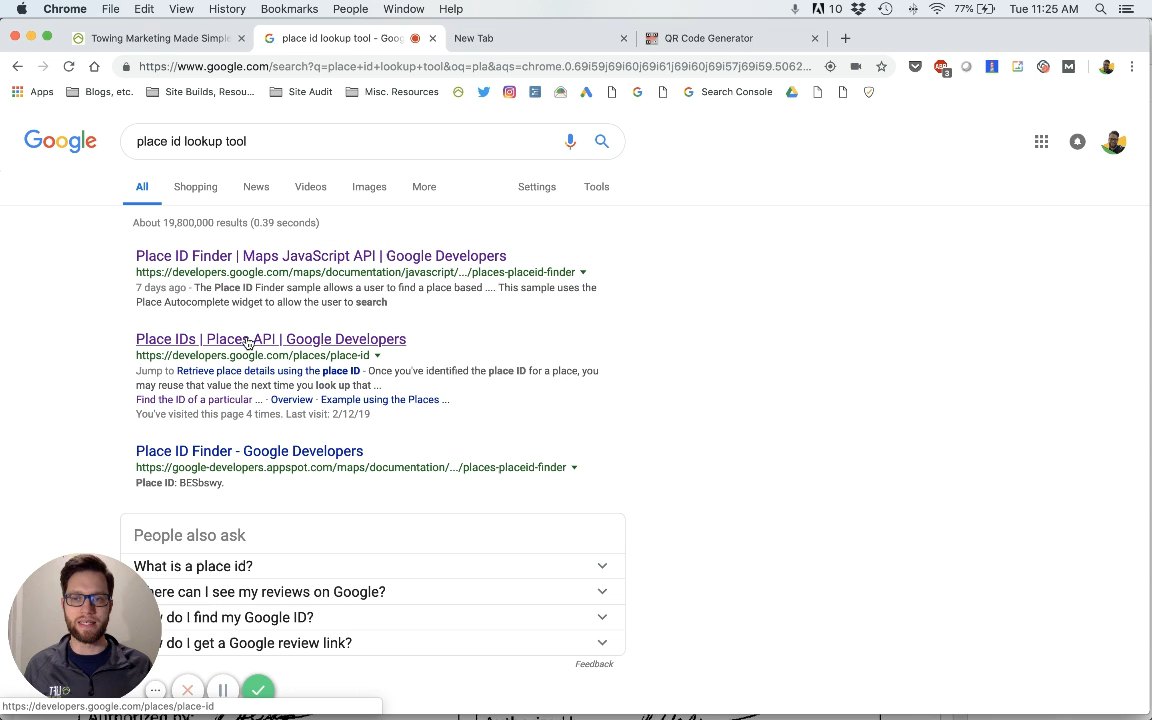 Chrome File Edit View History Bookmarks People Window Help 10 77% Tue 11:25 AM
Towing Marketing Made Simple place id lookup tool - Goog New Tab QR Code Generator
https://www.google.com/search?q=place+id+lookup+tool&oq=pla&aqs=chrome.0.69i59j69i60j69i61j69i60j69i57j69i59.5062...
Apps Blogs, etc. Site Builds, Resou... Site Audit Misc. Resources Search Console
Google place id lookup tool
All Shopping News Videos Images More Settings Tools
About 19,800,000 results (0.39 seconds)
Place ID Finder | Maps JavaScript API | Google Developers
https://developers.google.com/maps/documentation/javascript/.../places-placeid-finder
7 days ago - The Place ID Finder sample allows a user to find a place based .... This sample uses the
Place Autocomplete widget to allow the user to search
Place IDs | Places API | Google Developers
https://developers.google.com/places/place-id
Jump to Retrieve place details using the place ID - Once you've identified the place ID for a place, you
may reuse that value the next time you look up that ...
Find the ID of a particular ... · Overview · Example using the Places ...
You've visited this page 4 times. Last visit: 2/12/19
Place ID Finder - Google Developers
https://google-developers.appspot.com/maps/documentation/.../places-placeid-finder
Place ID: BESbswy.
People also ask
What is a place id?
here can I see my reviews on Google?
do I find my Google ID?
do I get a Google review link?
Feedback
https://developers.google.com/places/place-id